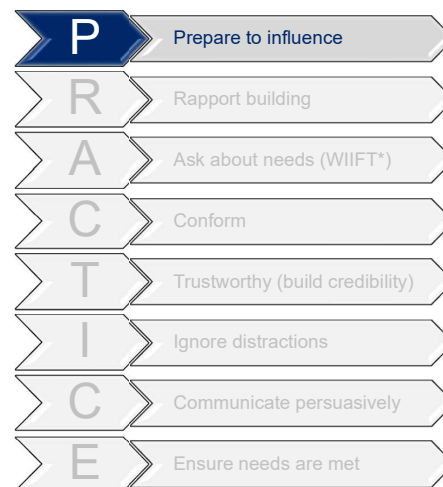 P Prepare to influence
R Rapport building
A Ask about needs (WIIFT*)
C Conform
T Trustworthy (build credibility)
I Ignore distractions
C Communicate persuasively
E Ensure needs are met